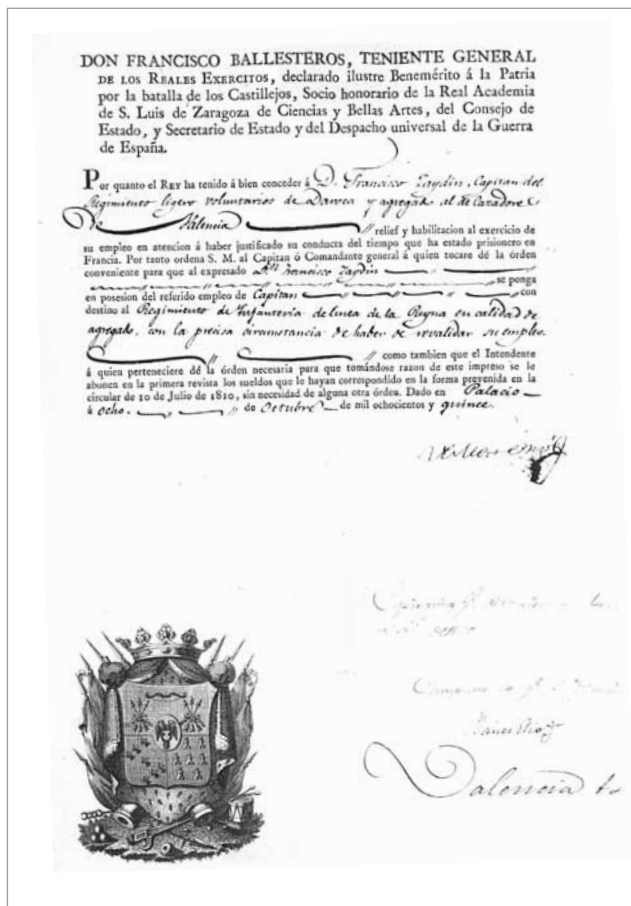 DON FRANCISCO BALLESTEROS, TENIENTE GENERAL
DE LOS REALES EXERCITOS, declarado ilustre Benemérito á la Patria
por la batalla de los Castillejos, Socio honorario de la Real Academia
de S. Luis de Zaragoza de Ciencias y Bellas Artes, del Consejo de
Estado, y Secretario de Estado y del Despacho universal de la Guerra
de España.
Por quanto el REY ha tenido á bien conceder á D. Francisco Zaydin, Capitan del
Regimiento ligero voluntarios de Daroca y agregado al de Cazadores
de Valencia relief y habilitacion al exercicio de
su empleo en atencion á haber justificado su conducta del tiempo que ha estado prisionero en
Francia. Por tanto ordena S. M. al Capitan ó Comandante general á quien tocare dé la órden
conveniente para que al expresado Dn Francisco Zaydin
se ponga
en posesion del referido empleo de Capitan con
destino al Regimiento de Infanteria de linea de la Reyna en calidad de
agregado, con la precisa circunstancia de haber de revalidar su empleo.
como tambien que el Intendente
á quien perteneciere dé la órden necesaria para que tomándose razon de este impreso se le
abonen en la primera revista los sueldos que le hayan correspondido en la forma prevenida en la
circular de 10 de Julio de 1810, sin necesidad de alguna otra órden. Dado en Palacio
á ocho. de Octubre de mil ochocientos y quince.
Valencia